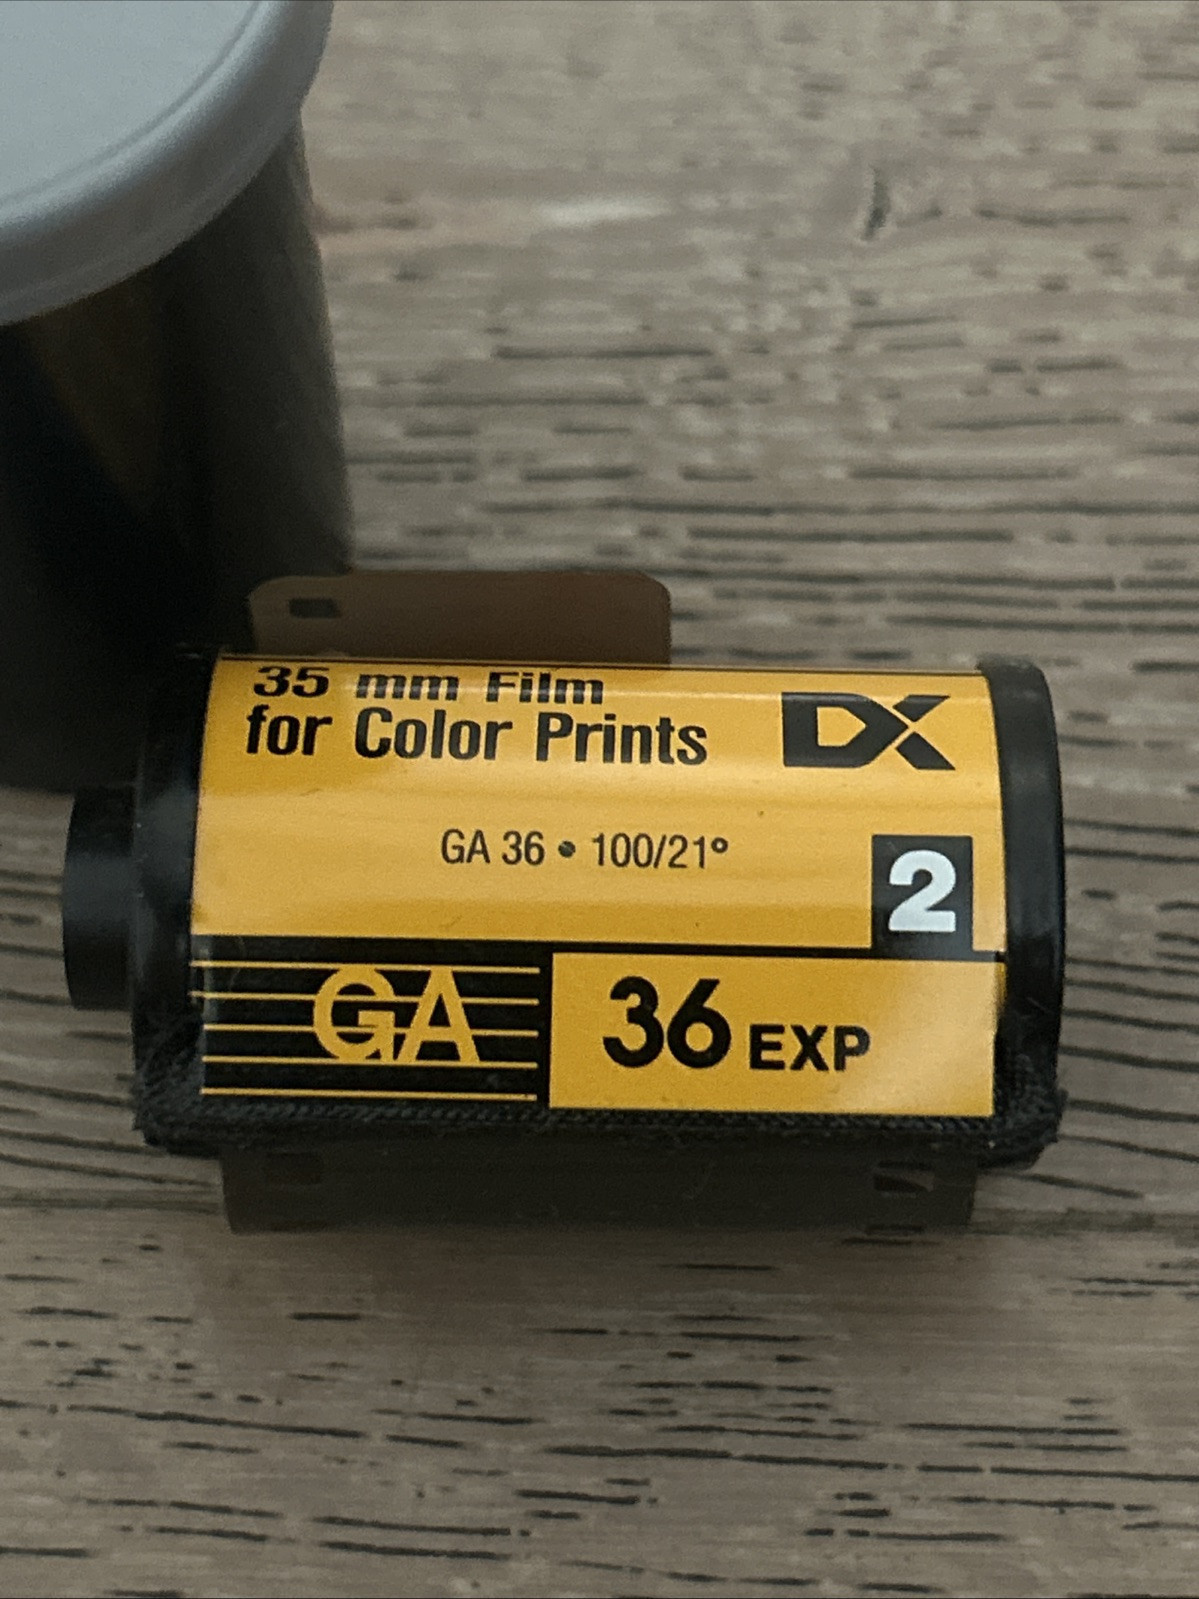 35 mm Film
for Color Prints
DX
GA 36 • 100/21°
2
GA
36 EXP